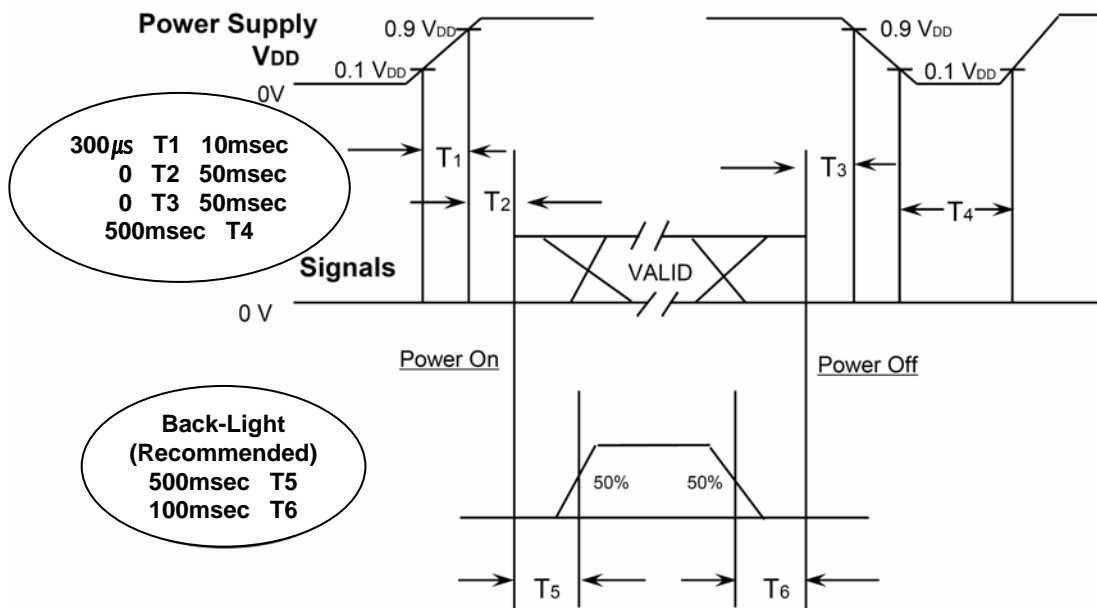 Power Supply
VDD
0.9 VDD
0.1 VDD
0V
0.9 VDD
0.1 VDD
300㎲ T1 10msec
0 T2 50msec
0 T3 50msec
500msec T4
T1
T2
T3
T4
Signals
VALID
0 V
Power On
Power Off
Back-Light
(Recommended)
500msec T5
100msec T6
50%
50%
T5
T6